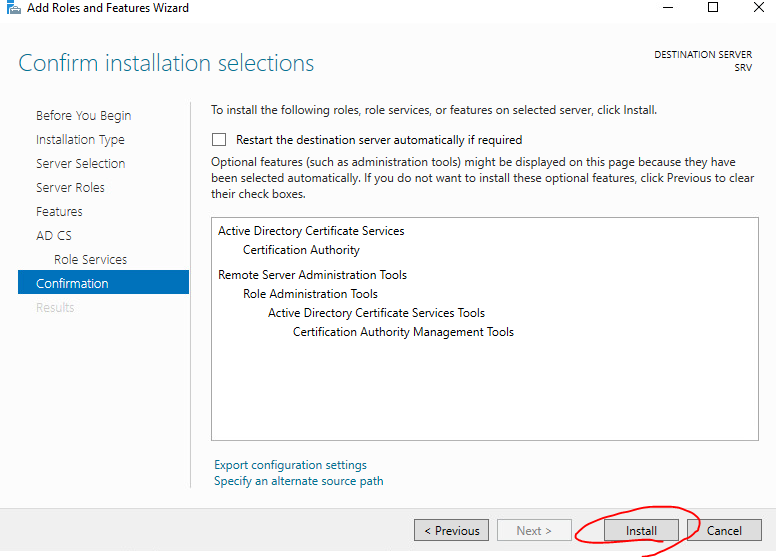 Add Roles and Features Wizard
Confirm installation selections
DESTINATION SERVER
SRV
Before You Begin
Installation Type
Server Selection
Server Roles
Features
AD CS
Role Services
Confirmation
Results
To install the following roles, role services, or features on selected server, click Install.
Restart the destination server automatically if required
Optional features (such as administration tools) might be displayed on this page because they have
been selected automatically. If you do not want to install these optional features, click Previous to clear
their check boxes.
Active Directory Certificate Services
Certification Authority
Remote Server Administration Tools
Role Administration Tools
Active Directory Certificate Services Tools
Certification Authority Management Tools
Export configuration settings
Specify an alternate source path
< Previous
Next >
Install
Cancel